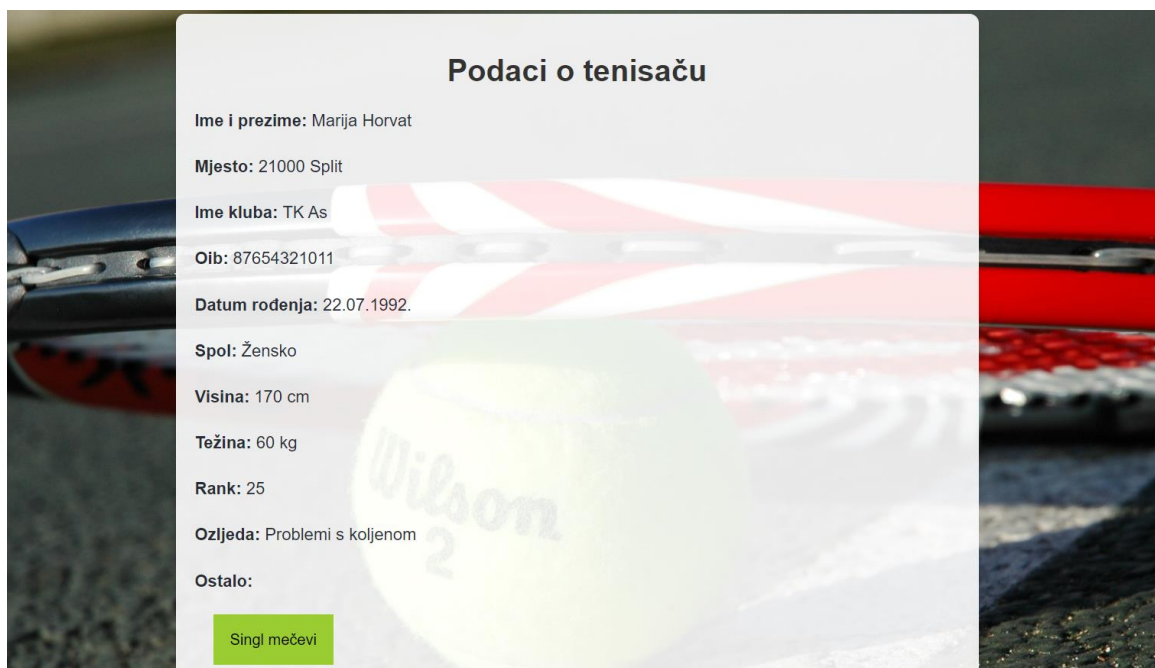 Podaci o tenisaču
Ime i prezime: Marija Horvat
Mjesto: 21000 Split
Ime kluba: TK As
Oib: 87654321011
Datum rođenja: 22.07.1992.
Spol: Žensko
Visina: 170 cm
Težina: 60 kg
Rank: 25
Ozljeda: Problemi s koljenom
Ostalo:
Singl mečevi
Wilson
2